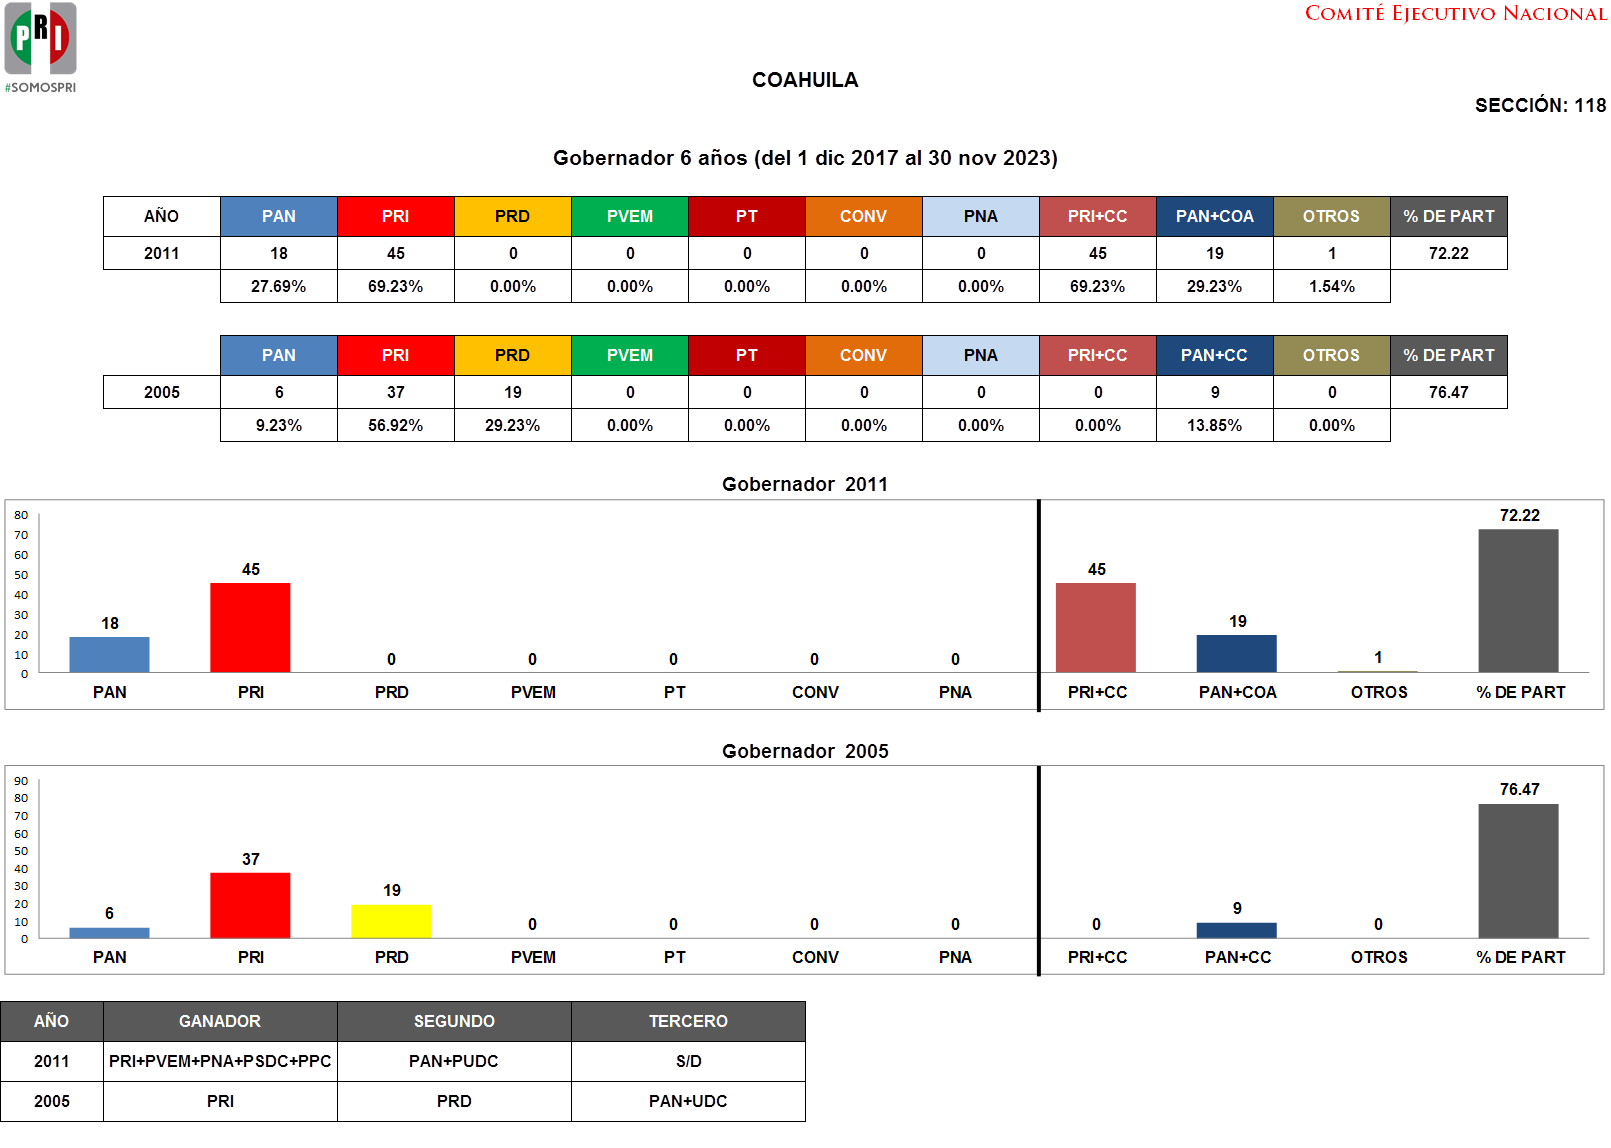 PRI
#SOMOSPRI
COMITÉ EJECUTIVO NACIONAL
COAHUILA
SECCIÓN: 118
Gobernador 6 años (del 1 dic 2017 al 30 nov 2023)
AÑO PAN PRI PRD PVEM PT CONV PNA PRI+CC PAN+COA OTROS % DE PART
2011 18 45 0 0 0 0 0 45 19 1 72.22
27.69% 69.23% 0.00% 0.00% 0.00% 0.00% 0.00% 69.23% 29.23% 1.54%
PAN PRI PRD PVEM PT CONV PNA PRI+CC PAN+CC OTROS % DE PART
2005 6 37 19 0 0 0 0 0 9 0 76.47
9.23% 56.92% 29.23% 0.00% 0.00% 0.00% 0.00% 0.00% 13.85% 0.00%
Gobernador 2011
80
70
60
50
40
30
20
10
0
18 45 0 0 0 0 0 45 19 1 72.22
PAN PRI PRD PVEM PT CONV PNA PRI+CC PAN+COA OTROS % DE PART
Gobernador 2005
90
80
70
60
50
40
30
20
10
0
6 37 19 0 0 0 0 0 9 0 76.47
PAN PRI PRD PVEM PT CONV PNA PRI+CC PAN+CC OTROS % DE PART
AÑO GANADOR SEGUNDO TERCERO
2011 PRI+PVEM+PNA+PSDC+PPC PAN+PUDC S/D
2005 PRI PRD PAN+UDC